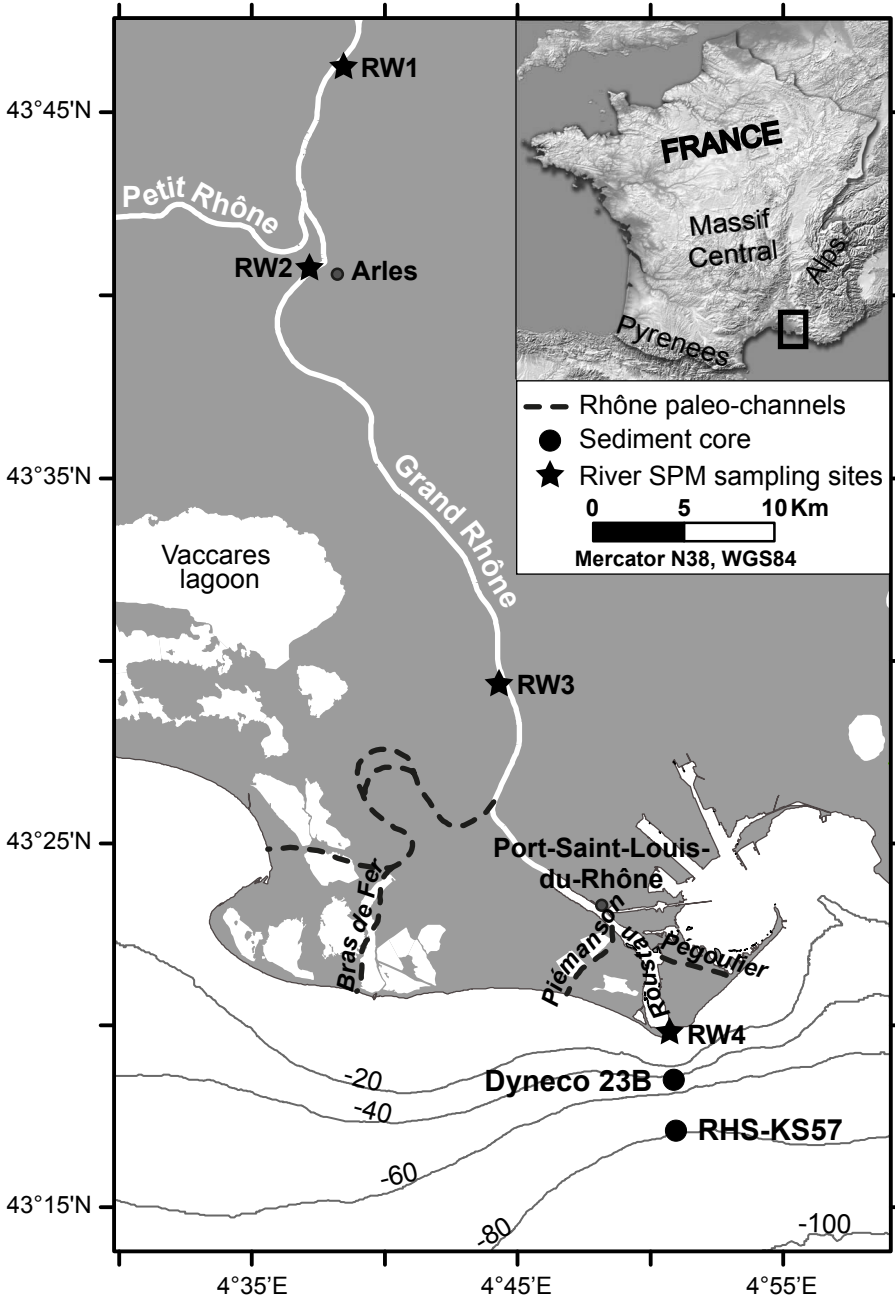 RW1
43°45'N
FRANCE
Massif
Central
Alps
Pyrenees
Petit Rhône
RW2
Arles
Rhône paleo-channels
Sediment core
River SPM sampling sites
0 5 10 Km
Mercator N38, WGS84
43°35'N
Grand Rhône
Vaccares
lagoon
RW3
43°25'N
Port-Saint-Louis-
du-Rhône
Bras de Fer
Piémanson
Roustan
Pégoulier
RW4
-20
Dyneco 23B
-40
RHS-KS57
-60
43°15'N
-80
-100
4°35'E
4°45'E
4°55'E